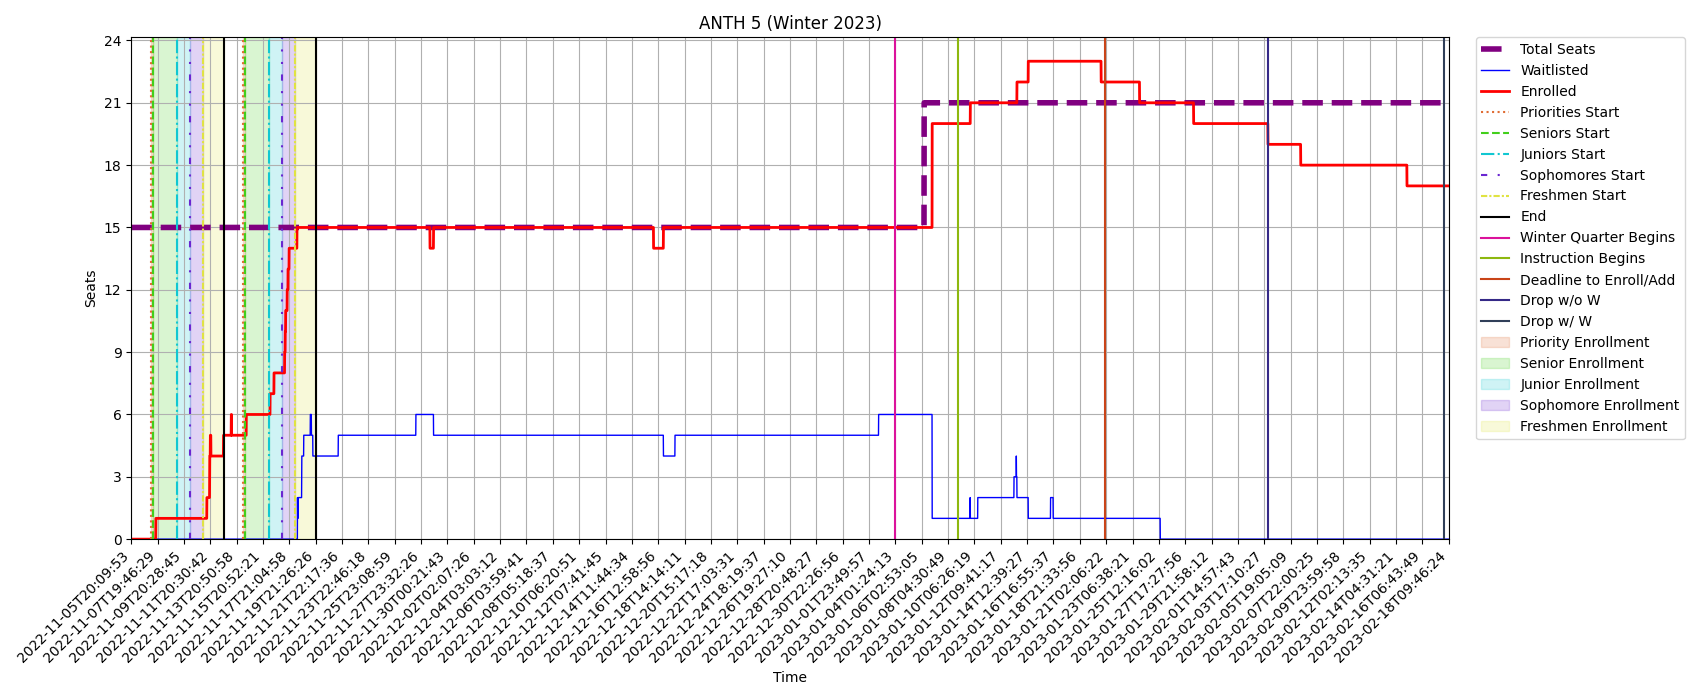 ANTH 5 (Winter 2023)
24
21
18
15
12
9
6
3
0
Seats
2022-11-05T20:09:53
2022-11-07T19:46:29
2022-11-09T20:28:45
2022-11-11T20:30:42
2022-11-13T20:50:58
2022-11-15T20:52:21
2022-11-17T21:04:58
2022-11-19T21:26:26
2022-11-21T22:17:36
2022-11-23T22:46:18
2022-11-25T23:08:59
2022-11-27T23:32:26
2022-11-30T00:21:43
2022-12-02T02:07:26
2022-12-04T03:03:12
2022-12-06T03:59:41
2022-12-08T05:18:37
2022-12-10T06:20:51
2022-12-12T07:41:45
2022-12-14T11:44:34
2022-12-16T12:58:56
2022-12-18T14:14:11
2022-12-20T15:17:18
2022-12-22T17:03:31
2022-12-24T18:19:37
2022-12-26T19:27:10
2022-12-28T20:48:27
2022-12-30T22:26:56
2023-01-01T23:49:57
2023-01-04T01:24:13
2023-01-06T02:53:05
2023-01-08T04:30:49
2023-01-10T06:26:19
2023-01-12T09:41:17
2023-01-14T12:39:27
2023-01-16T16:55:37
2023-01-18T21:33:56
2023-01-21T02:06:22
2023-01-23T06:38:21
2023-01-25T12:16:02
2023-01-27T17:27:56
2023-01-29T21:58:12
2023-02-01T14:57:43
2023-02-03T17:10:27
2023-02-05T19:05:09
2023-02-07T22:00:25
2023-02-09T23:59:58
2023-02-12T02:13:35
2023-02-14T04:31:21
2023-02-16T06:43:49
2023-02-18T09:46:24
Time
Total Seats
Waitlisted
Enrolled
Priorities Start
Seniors Start
Juniors Start
Sophomores Start
Freshmen Start
End
Winter Quarter Begins
Instruction Begins
Deadline to Enroll/Add
Drop w/o W
Drop w/ W
Priority Enrollment
Senior Enrollment
Junior Enrollment
Sophomore Enrollment
Freshmen Enrollment